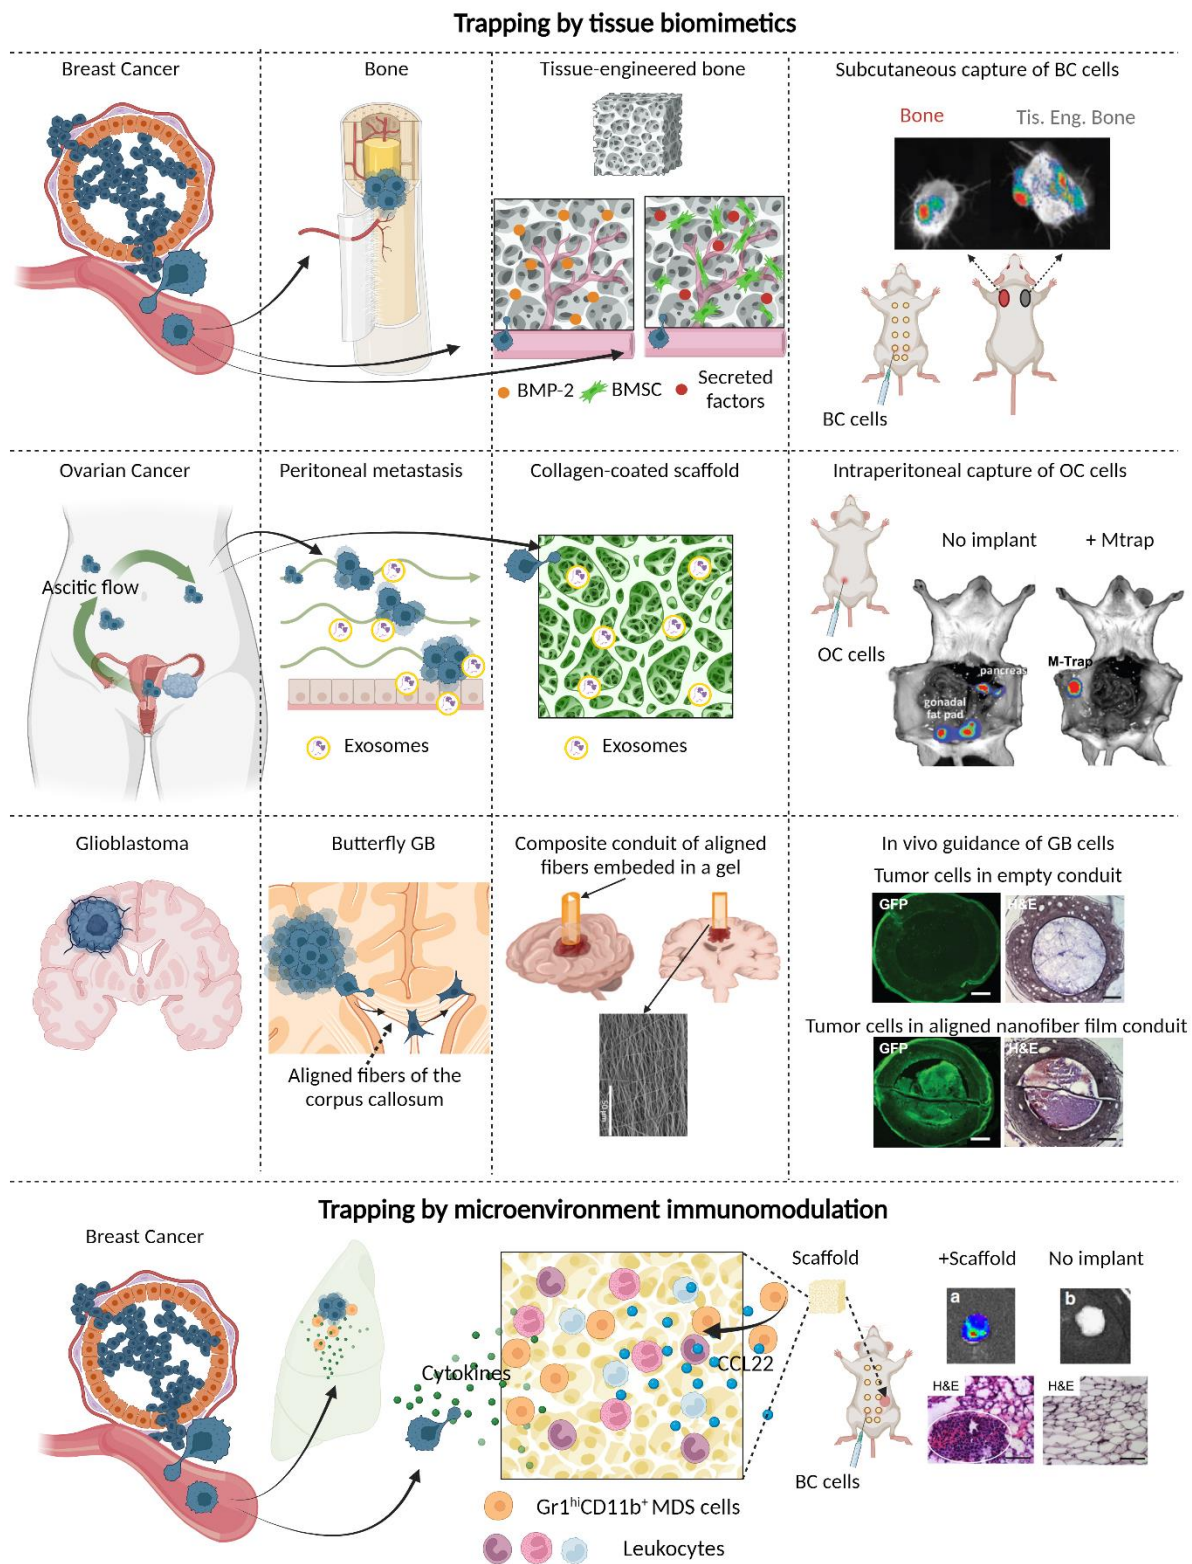 Trapping by tissue biomimetics
Breast Cancer
Bone
Tissue-engineered bone
Subcutaneous capture of BC cells
Bone
Tis. Eng. Bone
BMP-2
BMSC
Secreted
factors
BC cells
Ovarian Cancer
Peritoneal metastasis
Collagen-coated scaffold
Intraperitoneal capture of OC cells
No implant
+ Mtrap
Ascitic flow
OC cells
pancreas
gonadal
fat pad
M-Trap
Exosomes
Exosomes
Glioblastoma
Butterfly GB
Composite conduit of aligned
fibers embeded in a gel
In vivo guidance of GB cells
Tumor cells in empty conduit
GFP
H&E
Tumor cells in aligned nanofiber film conduit
GFP
H&E
Aligned fibers of the
corpus callosum
50 µm
Trapping by microenvironment immunomodulation
Breast Cancer
Scaffold
+Scaffold
No implant
a
b
Cytokines
CCL22
H&E
H&E
BC cells
Gr1hiCD11b+ MDS cells
Leukocytes